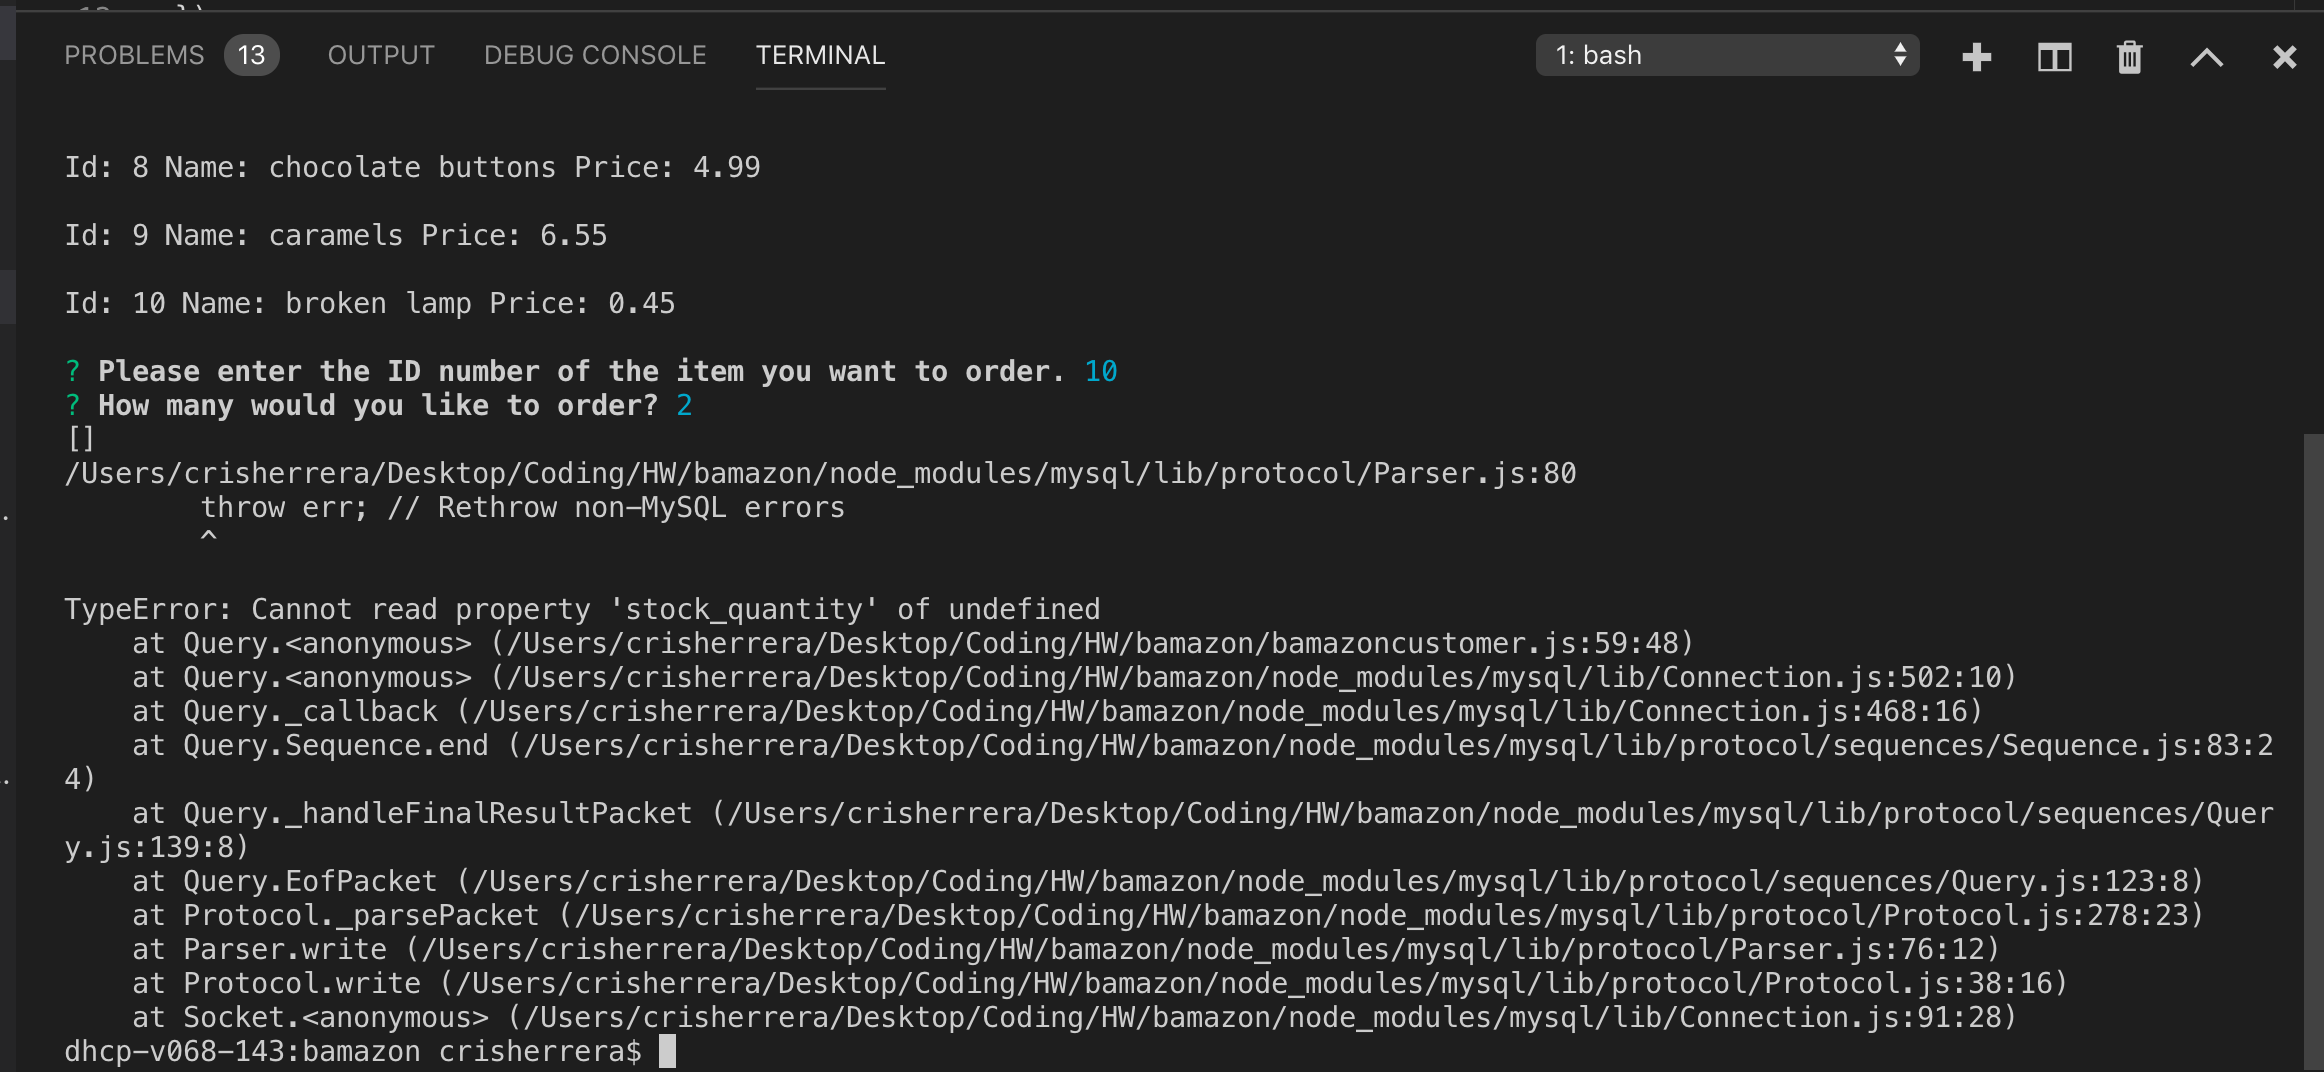 PROBLEMS 13 OUTPUT DEBUG CONSOLE TERMINAL 1: bash
Id: 8 Name: chocolate buttons Price: 4.99
Id: 9 Name: caramels Price: 6.55
Id: 10 Name: broken lamp Price: 0.45
? Please enter the ID number of the item you want to order. 10
? How many would you like to order? 2
[]
/Users/crisherrera/Desktop/Coding/HW/bamazon/node_modules/mysql/lib/protocol/Parser.js:80
throw err; // Rethrow non-MySQL errors
^
TypeError: Cannot read property 'stock_quantity' of undefined
at Query.<anonymous> (/Users/crisherrera/Desktop/Coding/HW/bamazon/bamazoncustomer.js:59:48)
at Query.<anonymous> (/Users/crisherrera/Desktop/Coding/HW/bamazon/node_modules/mysql/lib/Connection.js:502:10)
at Query._callback (/Users/crisherrera/Desktop/Coding/HW/bamazon/node_modules/mysql/lib/Connection.js:468:16)
at Query.Sequence.end (/Users/crisherrera/Desktop/Coding/HW/bamazon/node_modules/mysql/lib/protocol/sequences/Sequence.js:83:2
4)
at Query._handleFinalResultPacket (/Users/crisherrera/Desktop/Coding/HW/bamazon/node_modules/mysql/lib/protocol/sequences/Quer
y.js:139:8)
at Query.EofPacket (/Users/crisherrera/Desktop/Coding/HW/bamazon/node_modules/mysql/lib/protocol/sequences/Query.js:123:8)
at Protocol._parsePacket (/Users/crisherrera/Desktop/Coding/HW/bamazon/node_modules/mysql/lib/protocol/Protocol.js:278:23)
at Parser.write (/Users/crisherrera/Desktop/Coding/HW/bamazon/node_modules/mysql/lib/protocol/Parser.js:76:12)
at Protocol.write (/Users/crisherrera/Desktop/Coding/HW/bamazon/node_modules/mysql/lib/protocol/Protocol.js:38:16)
at Socket.<anonymous> (/Users/crisherrera/Desktop/Coding/HW/bamazon/node_modules/mysql/lib/Connection.js:91:28)
dhcp-v068-143:bamazon crisherrera$